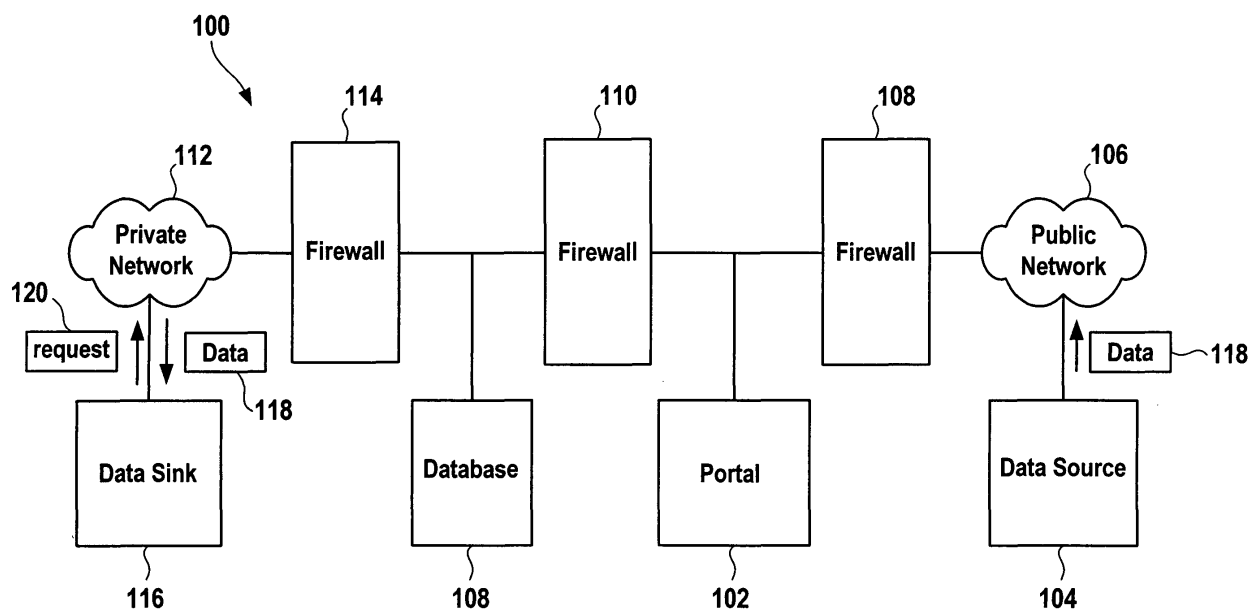 100
114
110
108
112
106
Private
Network
Firewall
Firewall
Firewall
Public
Network
120
request
Data
118
Data
118
Data Sink
Database
Portal
Data Source
116
108
102
104